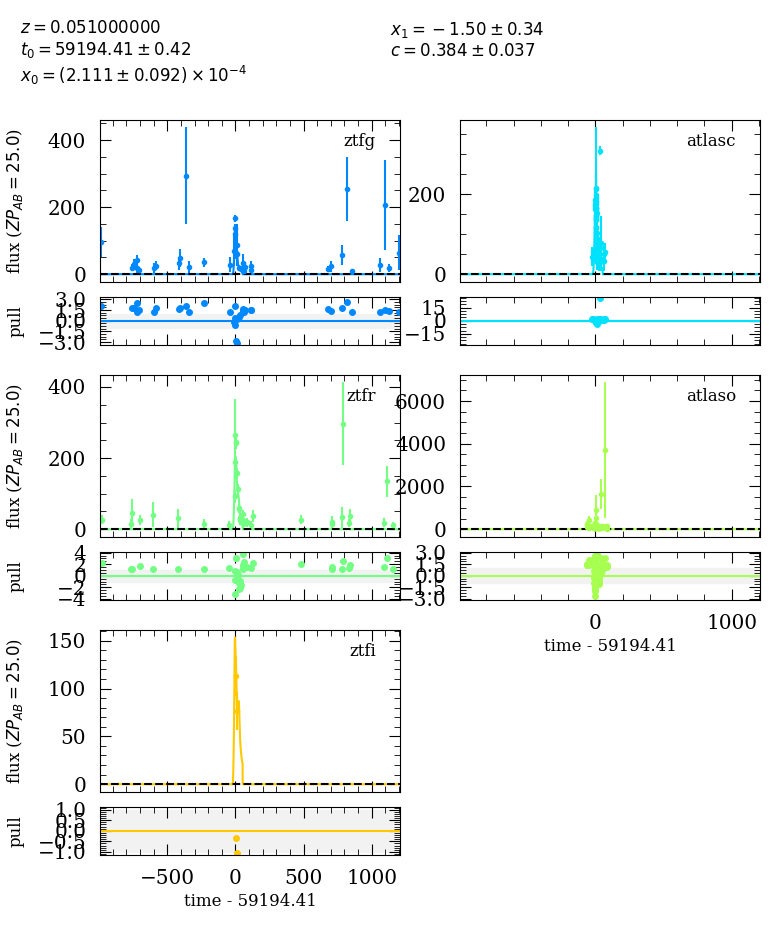 z = 0.051000000
t₀ = 59194.41 ± 0.42
x₀ = (2.111 ± 0.092) × 10⁻⁴
x₁ = −1.50 ± 0.34
c = 0.384 ± 0.037
flux (ZP_AB = 25.0)
400
200
0
ztfg
200
0
atlasc
pull
3.0
1.5
0.0
−1.5
−3.0
15
0
−15
flux (ZP_AB = 25.0)
400
200
0
ztfr
6000
4000
2000
0
atlaso
pull
4
2
0
−2
−4
3.0
1.5
0.0
−1.5
−3.0
0
1000
time - 59194.41
flux (ZP_AB = 25.0)
150
100
50
0
ztfi
pull
1.0
0.5
0.0
−0.5
−1.0
−500
0
500
1000
time - 59194.41